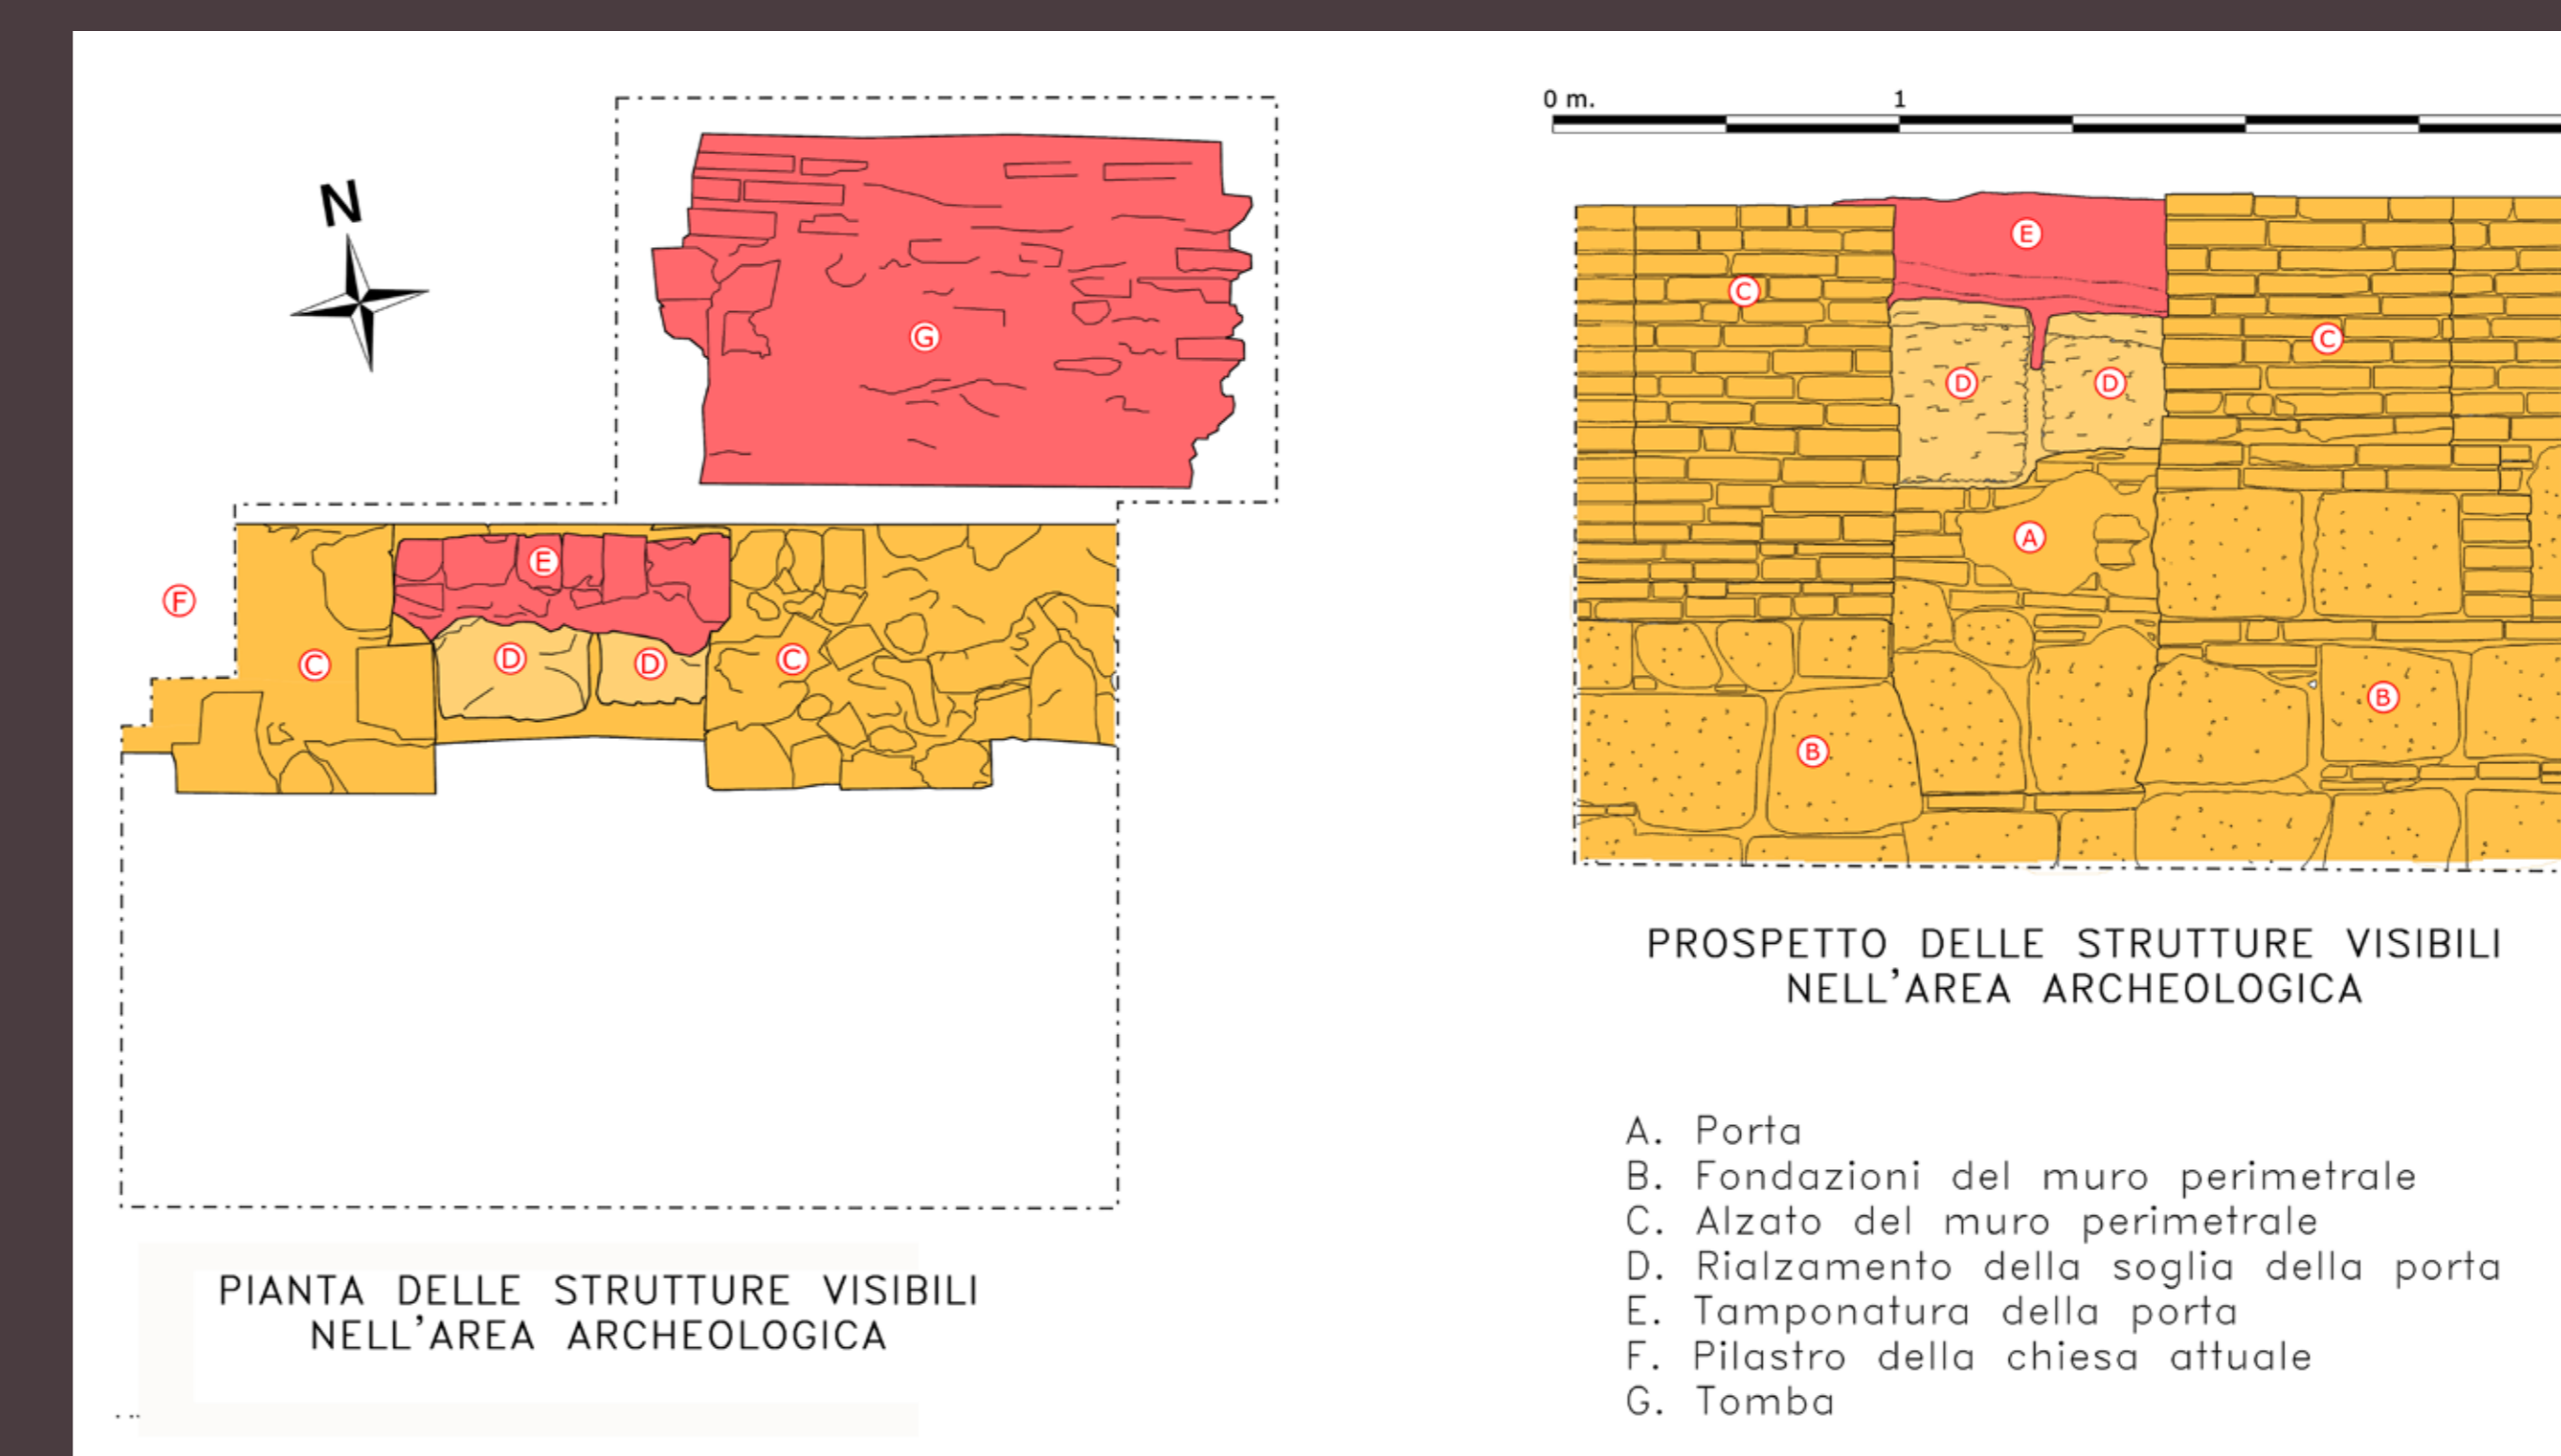 N
G
E
F
C
D
D
C
PIANTA DELLE STRUTTURE VISIBILI
NELL'AREA ARCHEOLOGICA
0 m. 1
E
C
C
D
D
A
B
B
PROSPETTO DELLE STRUTTURE VISIBILI
NELL'AREA ARCHEOLOGICA
A. Porta
B. Fondazioni del muro perimetrale
C. Alzato del muro perimetrale
D. Rialzamento della soglia della porta
E. Tamponatura della porta
F. Pilastro della chiesa attuale
G. Tomba